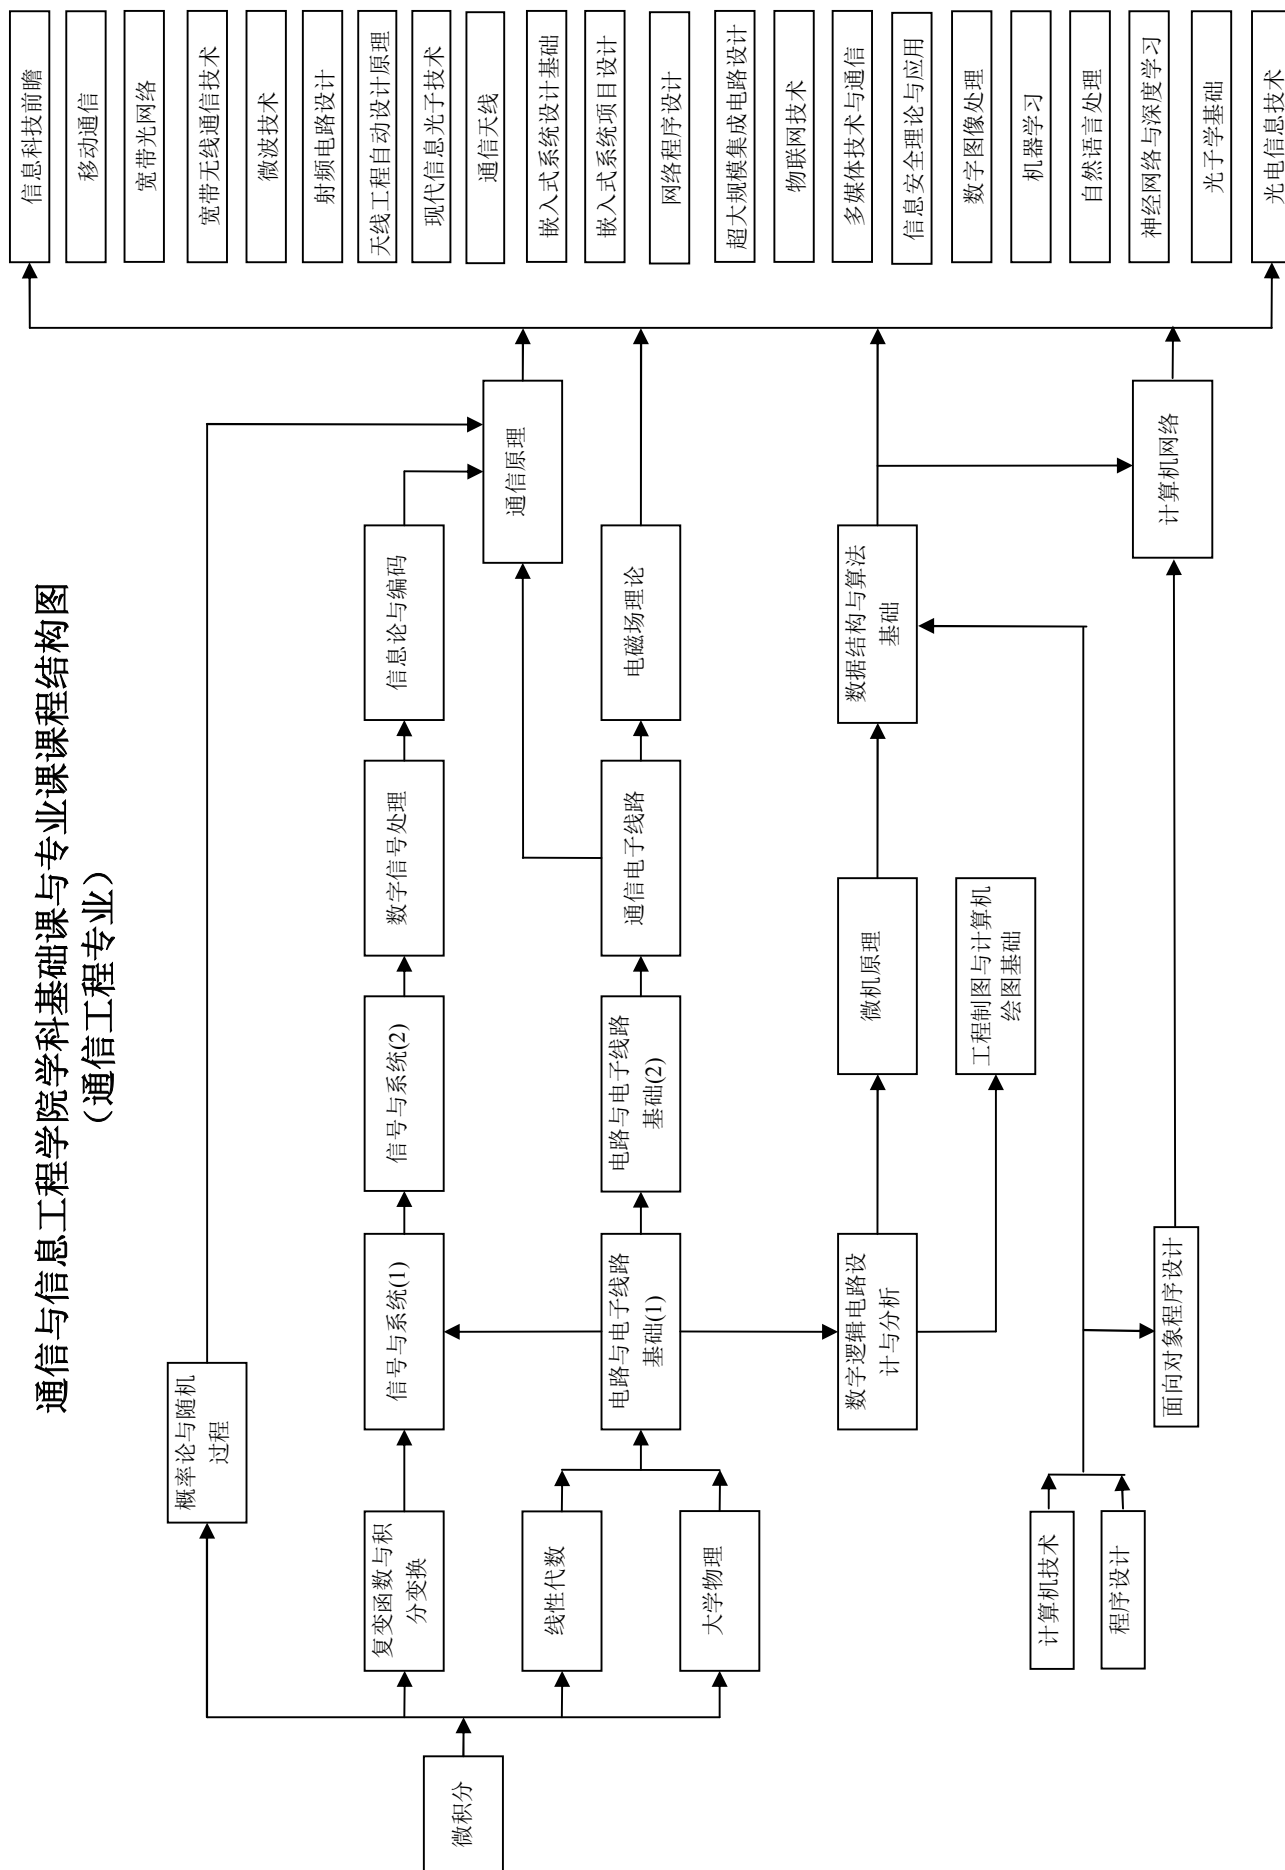 通信与信息工程学院学科基础课与专业课课程结构图
（通信工程专业）
微积分
概率论与随机
过程
复变函数与积
分变换
线性代数
大学物理
计算机技术
程序设计
信号与系统(1)
电路与电子线路
基础(1)
数字逻辑电路设
计与分析
面向对象程序设计
信号与系统(2)
电路与电子线路
基础(2)
微机原理
工程制图与计算机
绘图基础
数字信号处理
通信电子线路
信息论与编码
电磁场理论
数据结构与算法
基础
通信原理
计算机网络
信息科技前瞻
移动通信
宽带光网络
宽带无线通信技术
微波技术
射频电路设计
天线工程自动设计原理
现代信息光子技术
通信天线
嵌入式系统设计基础
嵌入式系统项目设计
网络程序设计
超大规模集成电路设计
物联网技术
多媒体技术与通信
信息安全理论与应用
数字图像处理
机器学习
自然语言处理
神经网络与深度学习
光子学基础
光电信息技术